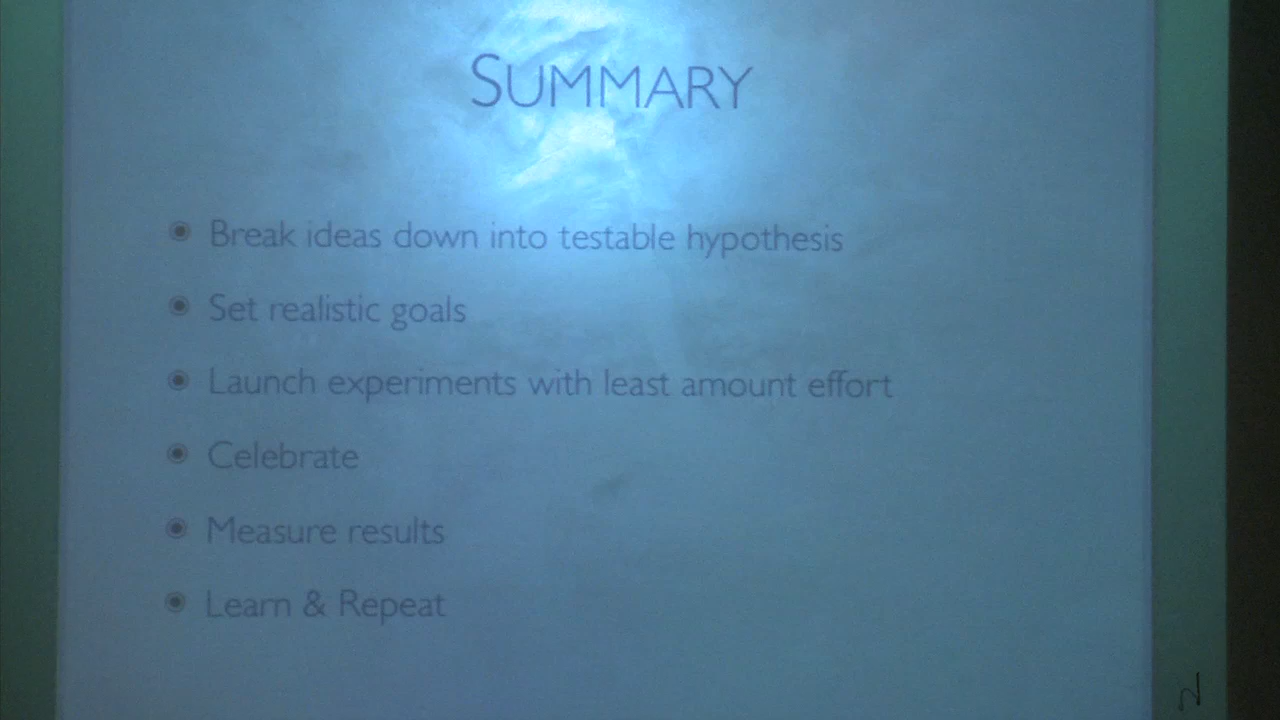 SUMMARY
Break ideas down into testable hypothesis
Set realistic goals
Launch experiments with least amount effort
Celebrate
Measure results
Learn & Repeat